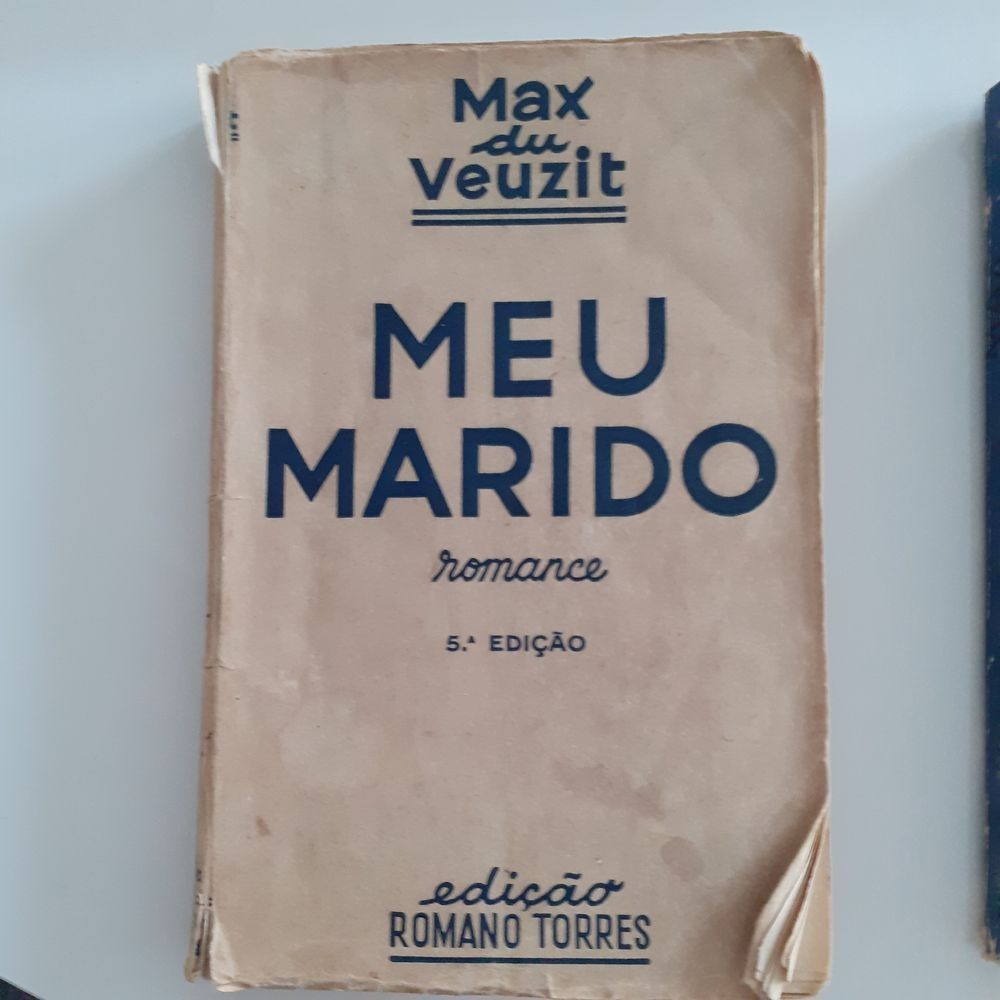 Max
du
Veuzit
MEU
MARIDO
romance
5.ª EDIÇÃO
edição
ROMANO TORRES